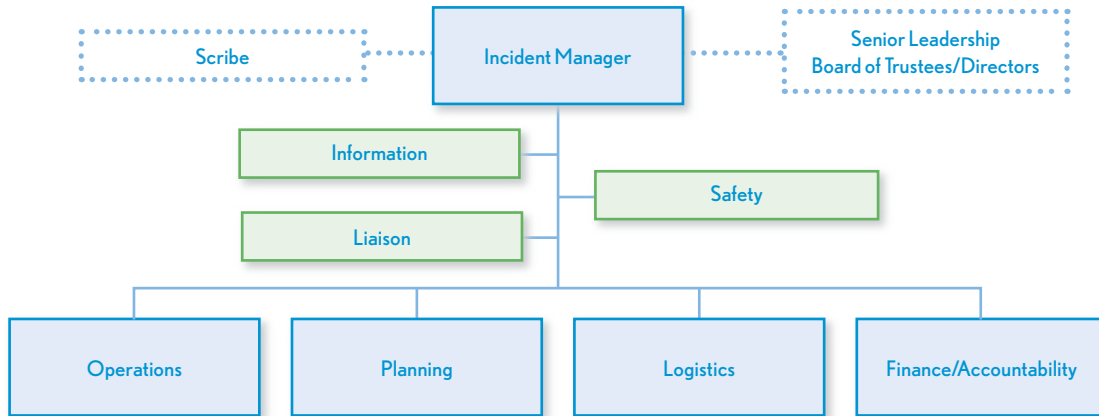 Scribe
Incident Manager
Senior Leadership
Board of Trustees/Directors
Information
Safety
Liaison
Operations
Planning
Logistics
Finance/Accountability